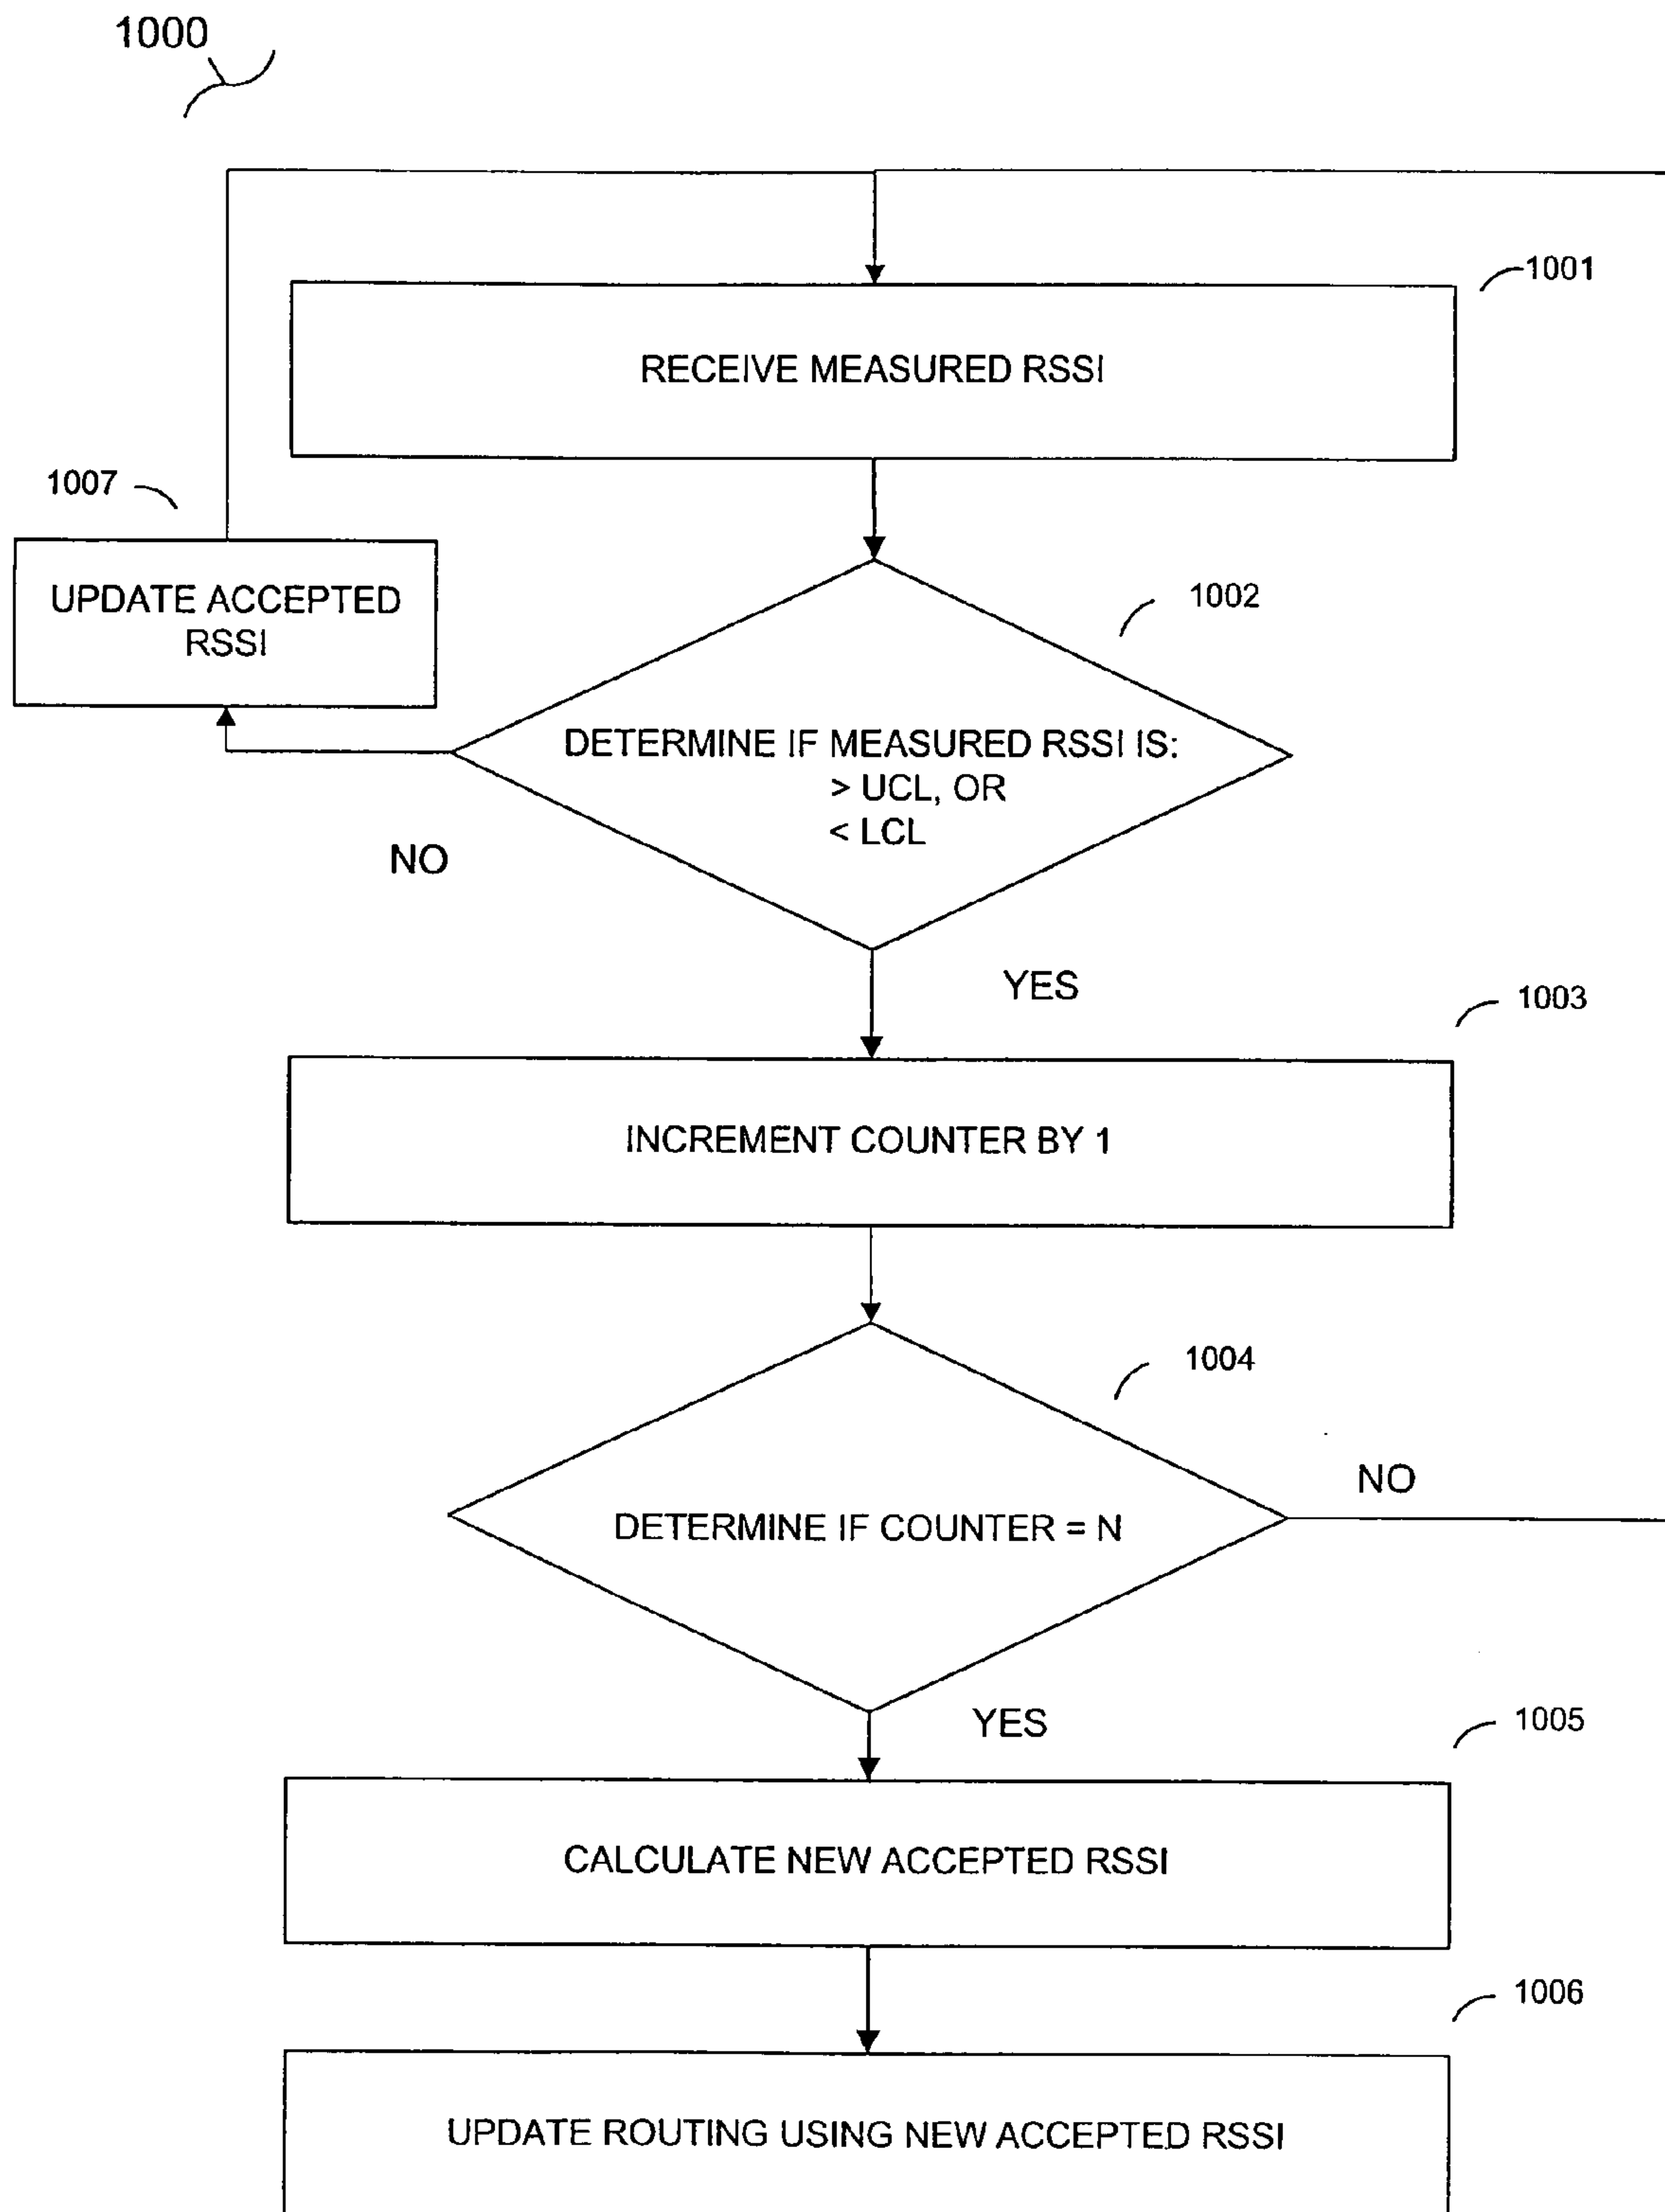 1000
1001
RECEIVE MEASURED RSSI
1007
UPDATE ACCEPTED
RSSI
1002
DETERMINE IF MEASURED RSSI IS:
> UCL, OR
< LCL
NO
YES
1003
INCREMENT COUNTER BY 1
1004
NO
DETERMINE IF COUNTER = N
YES
1005
CALCULATE NEW ACCEPTED RSSI
1006
UPDATE ROUTING USING NEW ACCEPTED RSSI